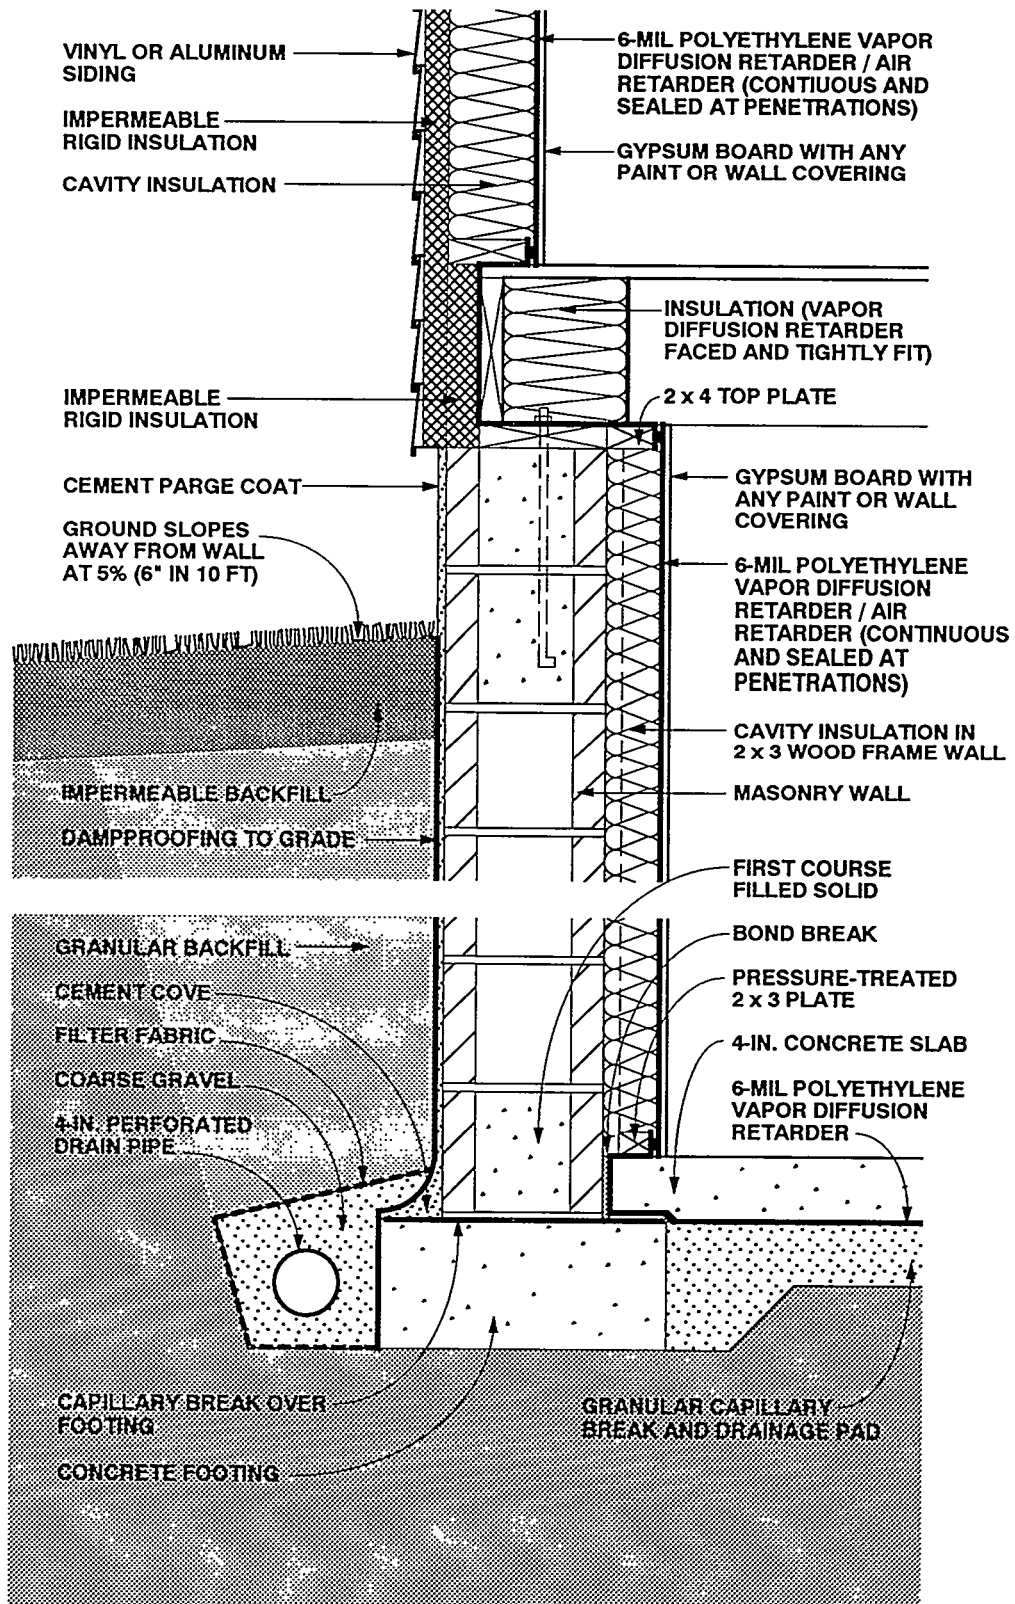 VINYL OR ALUMINUM
SIDING
IMPERMEABLE
RIGID INSULATION
CAVITY INSULATION
6-MIL POLYETHYLENE VAPOR
DIFFUSION RETARDER / AIR
RETARDER (CONTIUOUS AND
SEALED AT PENETRATIONS)
GYPSUM BOARD WITH ANY
PAINT OR WALL COVERING
INSULATION (VAPOR
DIFFUSION RETARDER
FACED AND TIGHTLY FIT)
2 x 4 TOP PLATE
IMPERMEABLE
RIGID INSULATION
CEMENT PARGE COAT
GROUND SLOPES
AWAY FROM WALL
AT 5% (6" IN 10 FT)
GYPSUM BOARD WITH
ANY PAINT OR WALL
COVERING
6-MIL POLYETHYLENE
VAPOR DIFFUSION
RETARDER / AIR
RETARDER (CONTINUOUS
AND SEALED AT
PENETRATIONS)
CAVITY INSULATION IN
2 x 3 WOOD FRAME WALL
MASONRY WALL
IMPERMEABLE BACKFILL
DAMPPROOFING TO GRADE
FIRST COURSE
FILLED SOLID
BOND BREAK
PRESSURE-TREATED
2 x 3 PLATE
4-IN. CONCRETE SLAB
6-MIL POLYETHYLENE
VAPOR DIFFUSION
RETARDER
GRANULAR BACKFILL
CEMENT COVE
FILTER FABRIC
COARSE GRAVEL
4-IN. PERFORATED
DRAIN PIPE
CAPILLARY BREAK OVER
FOOTING
CONCRETE FOOTING
GRANULAR CAPILLARY
BREAK AND DRAINAGE PAD